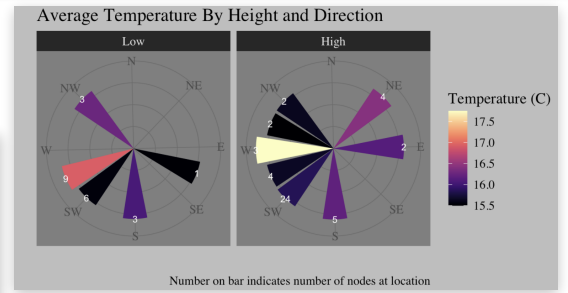 Average Temperature By Height and Direction
Low
High
N
NE
E
SE
S
SW
W
NW
3
1
3
6
9
N
NE
E
SE
S
SW
W
NW
4
2
5
24
4
2
2
Temperature (C)
17.5
17.0
16.5
16.0
15.5
Number on bar indicates number of nodes at location